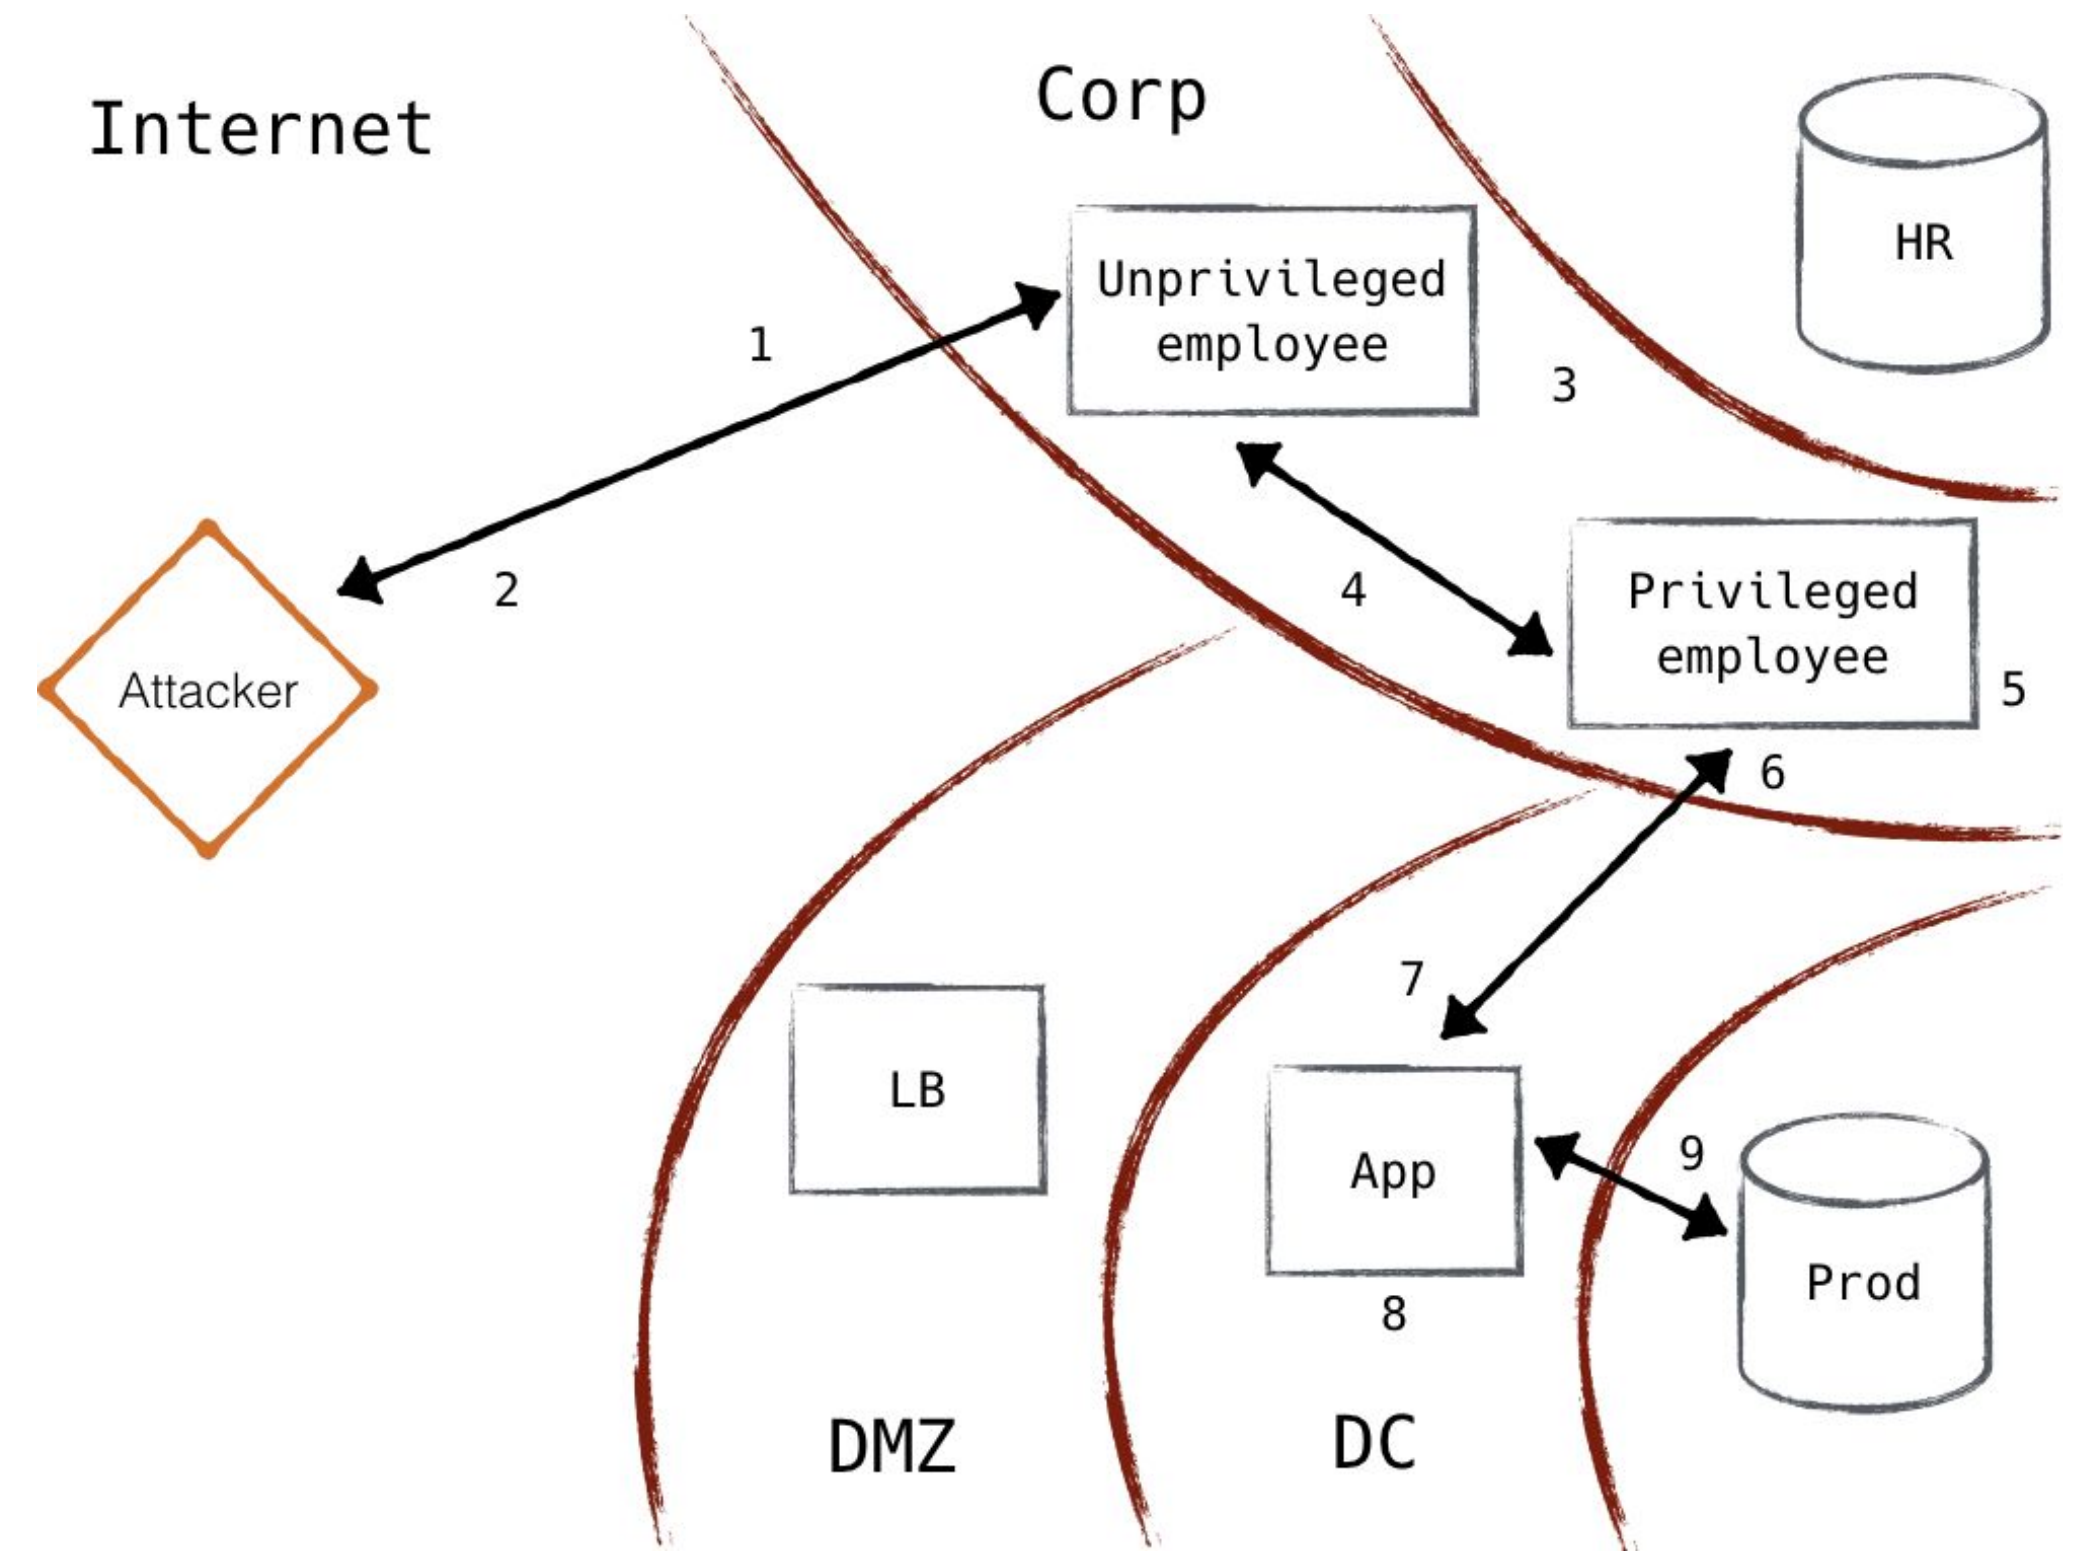 Internet
Corp
HR
Unprivileged
employee
1
3
2
4
Privileged
employee
5
Attacker
6
7
LB
App
9
Prod
8
DMZ
DC